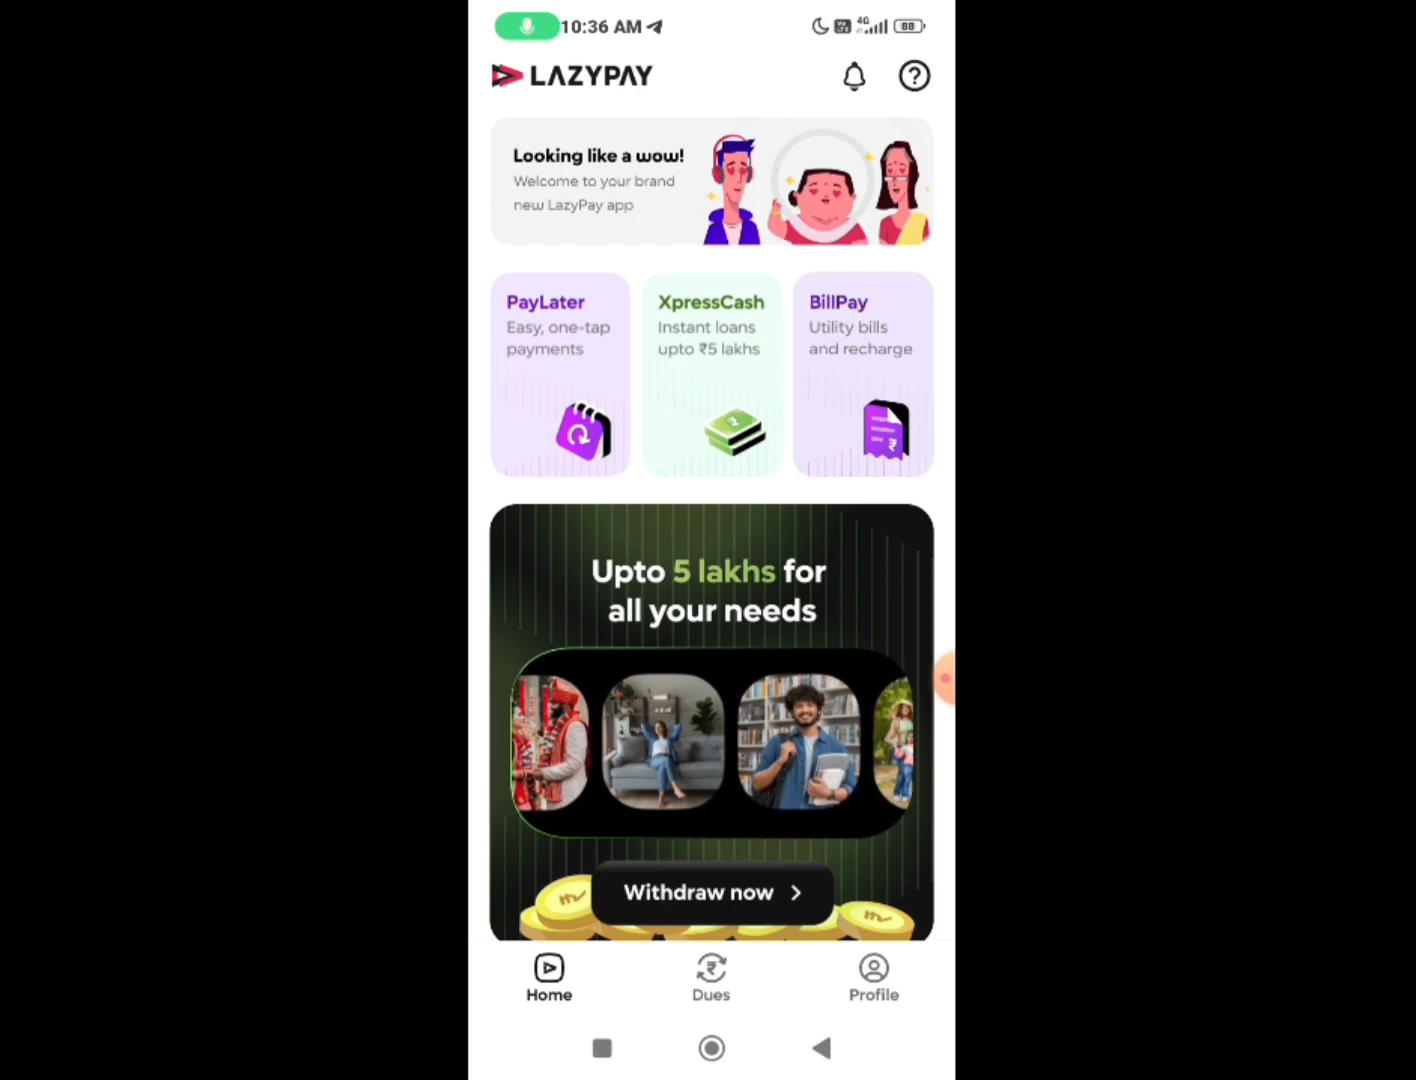 10:36 AM
4G
88
LAZYPAY
Looking like a wow!
Welcome to your brand
new LazyPay app
PayLater
Easy, one-tap
payments
XpressCash
Instant loans
upto ₹5 lakhs
BillPay
Utility bills
and recharge
Upto 5 lakhs for
all your needs
Withdraw now
Home
Dues
Profile